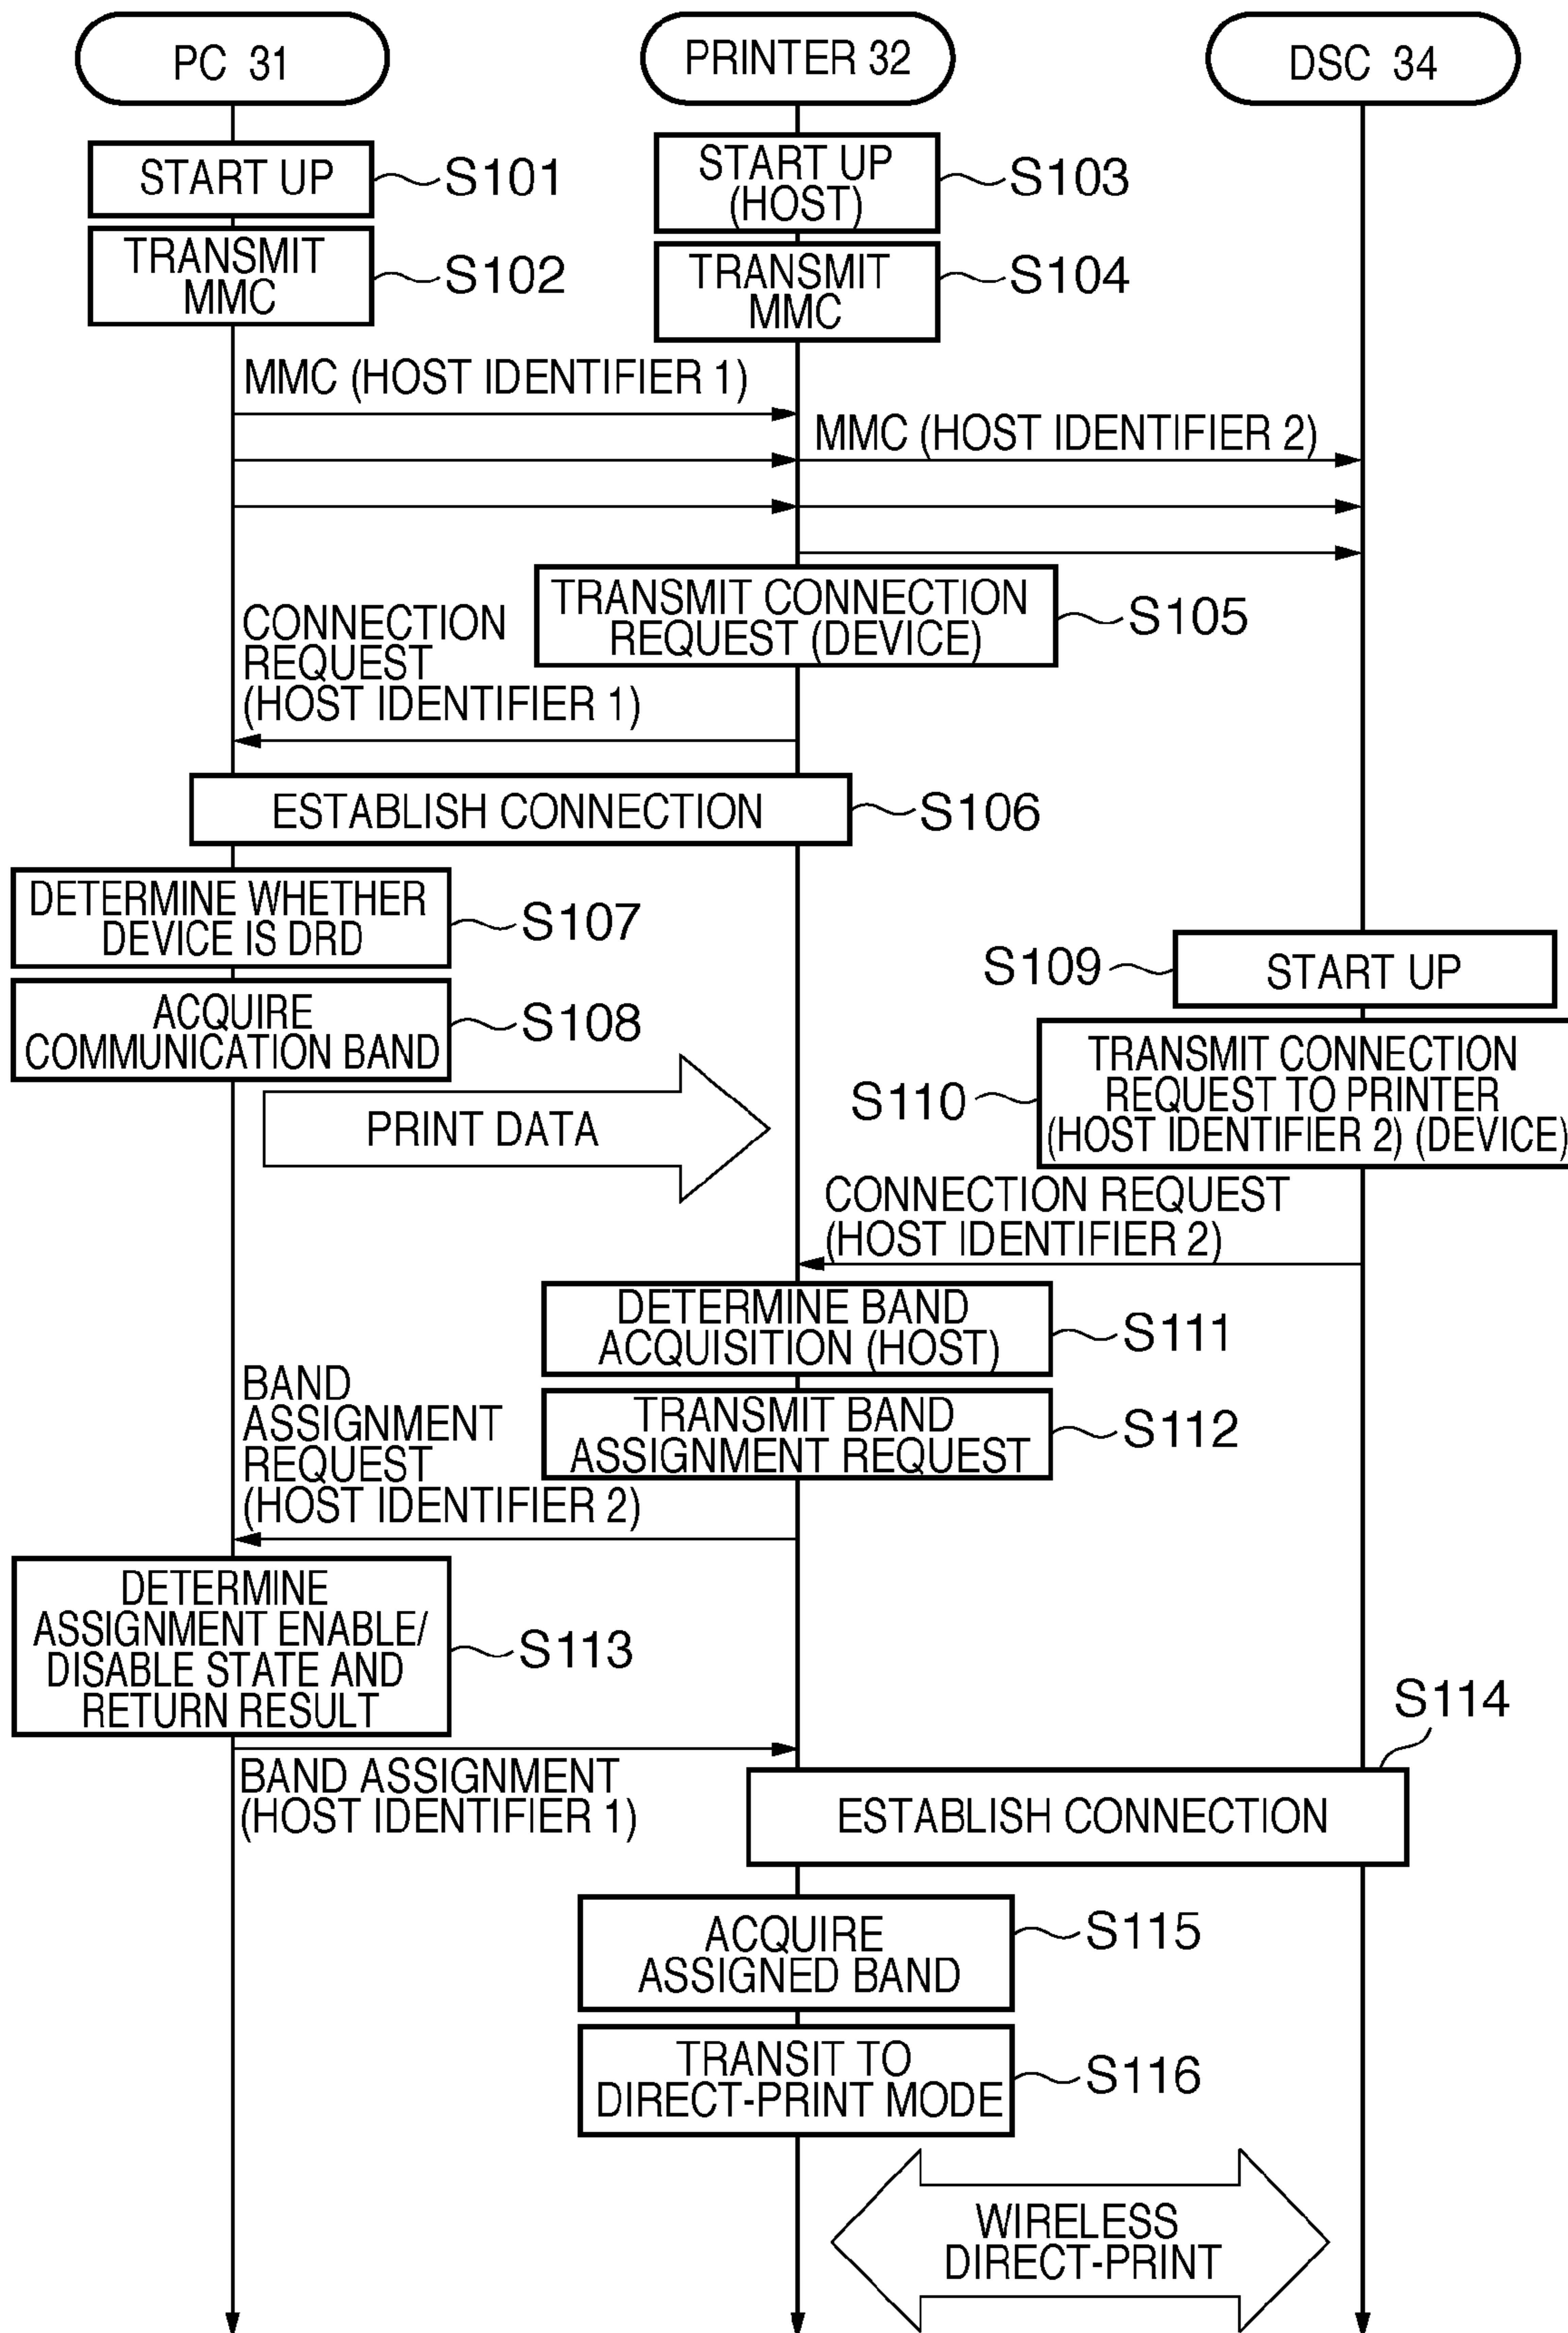 PC 31
PRINTER 32
DSC 34
START UP
S101
START UP
(HOST)
S103
TRANSMIT
MMC
S102
TRANSMIT
MMC
S104
MMC (HOST IDENTIFIER 1)
MMC (HOST IDENTIFIER 2)
TRANSMIT CONNECTION
REQUEST (DEVICE)
S105
CONNECTION
REQUEST
(HOST IDENTIFIER 1)
ESTABLISH CONNECTION
S106
DETERMINE WHETHER
DEVICE IS DRD
S107
S109
START UP
ACQUIRE
COMMUNICATION BAND
S108
S110
TRANSMIT CONNECTION
REQUEST TO PRINTER
(HOST IDENTIFIER 2) (DEVICE)
PRINT DATA
CONNECTION REQUEST
(HOST IDENTIFIER 2)
DETERMINE BAND
ACQUISITION (HOST)
S111
TRANSMIT BAND
ASSIGNMENT REQUEST
S112
BAND
ASSIGNMENT
REQUEST
(HOST IDENTIFIER 2)
DETERMINE
ASSIGNMENT ENABLE/
DISABLE STATE AND
RETURN RESULT
S113
S114
BAND ASSIGNMENT
(HOST IDENTIFIER 1)
ESTABLISH CONNECTION
ACQUIRE
ASSIGNED BAND
S115
TRANSIT TO
DIRECT-PRINT MODE
S116
WIRELESS
DIRECT-PRINT